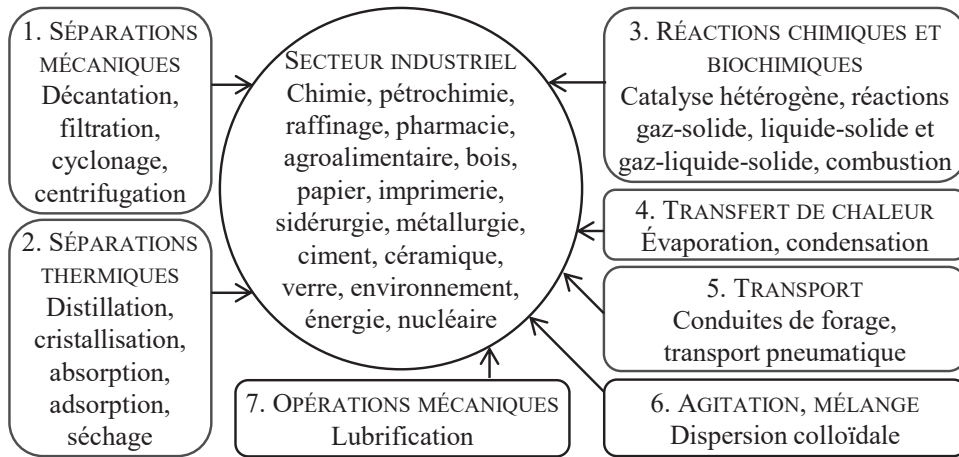 1. SÉPARATIONS
MÉCANIQUES
Décantation,
filtration,
cyclonage,
centrifugation
2. SÉPARATIONS
THERMIQUES
Distillation,
cristallisation,
absorption,
adsorption,
séchage
SECTEUR INDUSTRIEL
Chimie, pétrochimie,
raffinage, pharmacie,
agroalimentaire, bois,
papier, imprimerie,
sidérurgie, métallurgie,
ciment, céramique,
verre, environnement,
énergie, nucléaire
3. RÉACTIONS CHIMIQUES ET
BIOCHIMIQUES
Catalyse hétérogène, réactions
gaz-solide, liquide-solide et
gaz-liquide-solide, combustion
4. TRANSFERT DE CHALEUR
Évaporation, condensation
5. TRANSPORT
Conduites de forage,
transport pneumatique
6. AGITATION, MÉLANGE
Dispersion colloïdale
7. OPÉRATIONS MÉCANIQUES
Lubrification